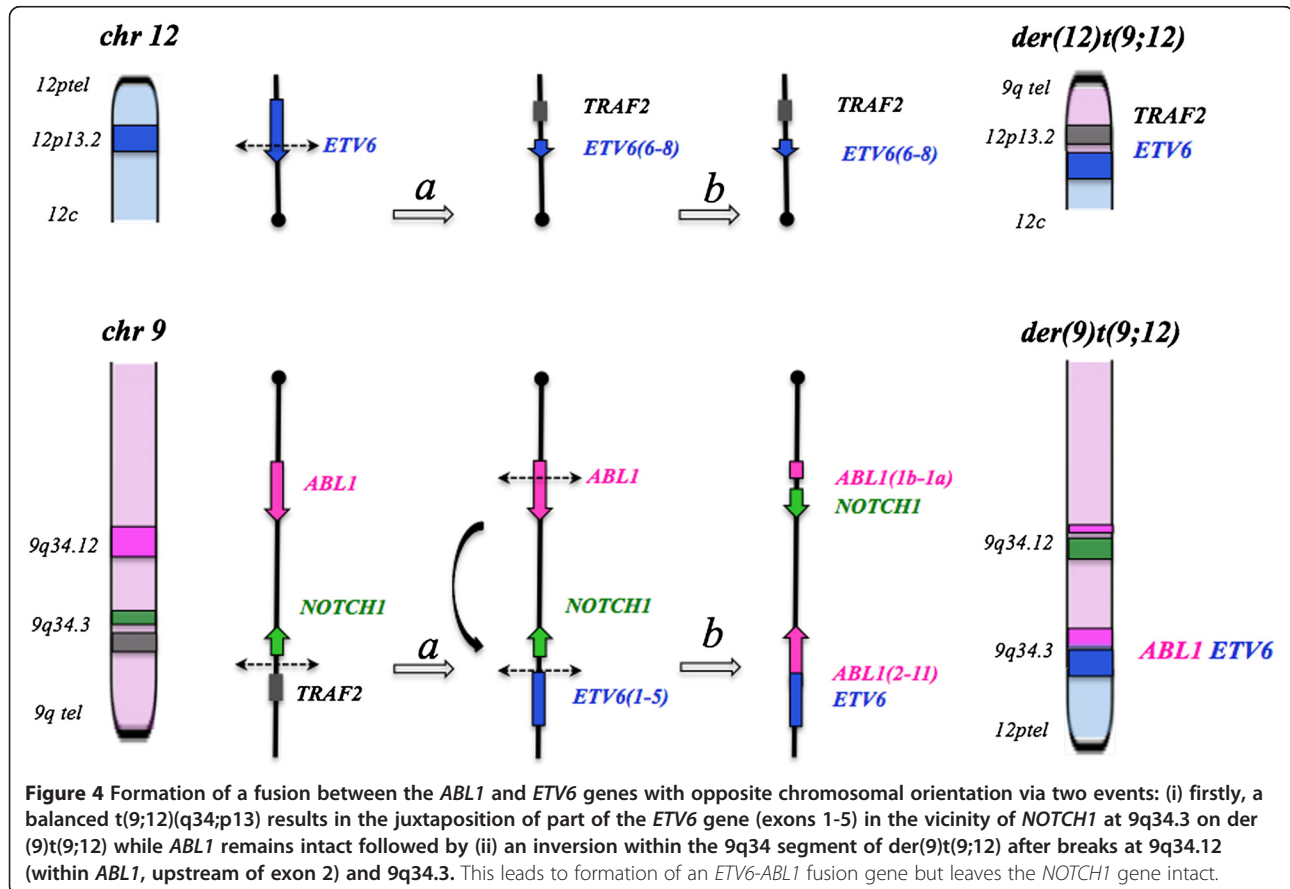 chr 12
der(12)t(9;12)
12ptel
12p13.2
12c
ETV6
a
TRAF2
ETV6(6-8)
b
TRAF2
ETV6(6-8)
9q tel
12p13.2
12c
TRAF2
ETV6
chr 9
der(9)t(9;12)
9q34.12
9q34.3
9q tel
ABL1
NOTCH1
TRAF2
a
ABL1
NOTCH1
ETV6(1-5)
b
ABL1(1b-1a)
NOTCH1
ABL1(2-11)
ETV6
9q34.12
9q34.3
12ptel
ABL1 ETV6
Figure 4 Formation of a fusion between the ABL1 and ETV6 genes with opposite chromosomal orientation via two events: (i) firstly, a
balanced t(9;12)(q34;p13) results in the juxtaposition of part of the ETV6 gene (exons 1-5) in the vicinity of NOTCH1 at 9q34.3 on der
(9)t(9;12) while ABL1 remains intact followed by (ii) an inversion within the 9q34 segment of der(9)t(9;12) after breaks at 9q34.12
(within ABL1, upstream of exon 2) and 9q34.3. This leads to formation of an ETV6-ABL1 fusion gene but leaves the NOTCH1 gene intact.